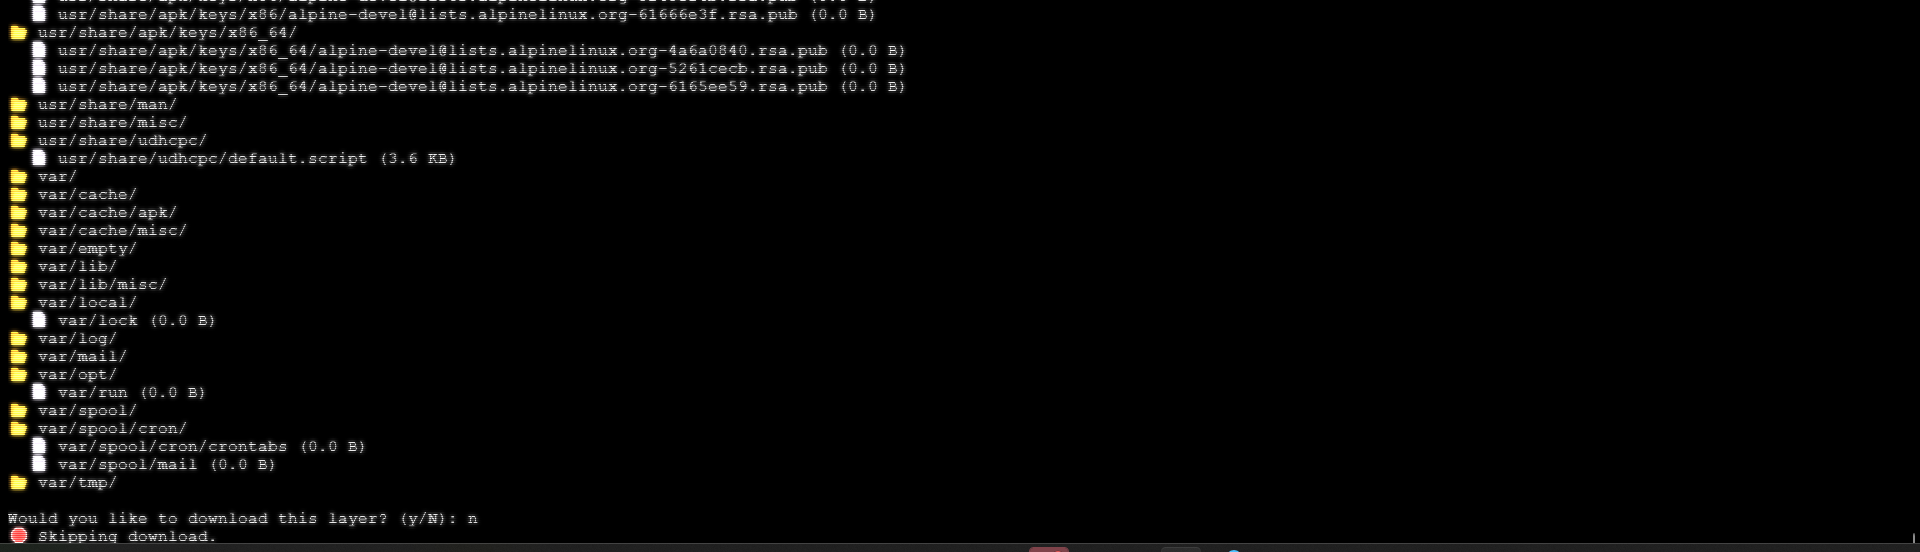 usr/share/apk/keys/x86/alpine-devel@lists.alpinelinux.org-61666e3f.rsa.pub (0.0 B)
usr/share/apk/keys/x86_64/
usr/share/apk/keys/x86_64/alpine-devel@lists.alpinelinux.org-4a6a0840.rsa.pub (0.0 B)
usr/share/apk/keys/x86_64/alpine-devel@lists.alpinelinux.org-5261cecb.rsa.pub (0.0 B)
usr/share/apk/keys/x86_64/alpine-devel@lists.alpinelinux.org-6165ee59.rsa.pub (0.0 B)
usr/share/man/
usr/share/misc/
usr/share/udhcpc/
usr/share/udhcpc/default.script (3.6 KB)
var/
var/cache/
var/cache/apk/
var/cache/misc/
var/empty/
var/lib/
var/lib/misc/
var/local/
var/lock (0.0 B)
var/log/
var/mail/
var/opt/
var/run (0.0 B)
var/spool/
var/spool/cron/
var/spool/cron/crontabs (0.0 B)
var/spool/mail (0.0 B)
var/tmp/
Would you like to download this layer? (y/N): n
Skipping download.